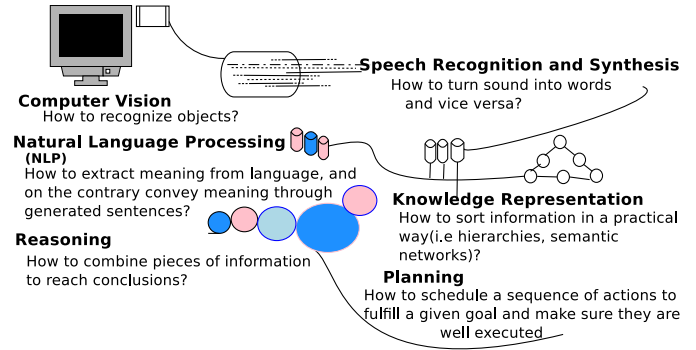 Speech Recognition and Synthesis
How to turn sound into words
and vice versa?
Computer Vision
How to recognize objects?
Natural Language Processing
(NLP)
How to extract meaning from language, and
on the contrary convey meaning through
generated sentences?
Knowledge Representation
How to sort information in a practical
way(i.e hierarchies, semantic
networks)?
Reasoning
How to combine pieces of information
to reach conclusions?
Planning
How to schedule a sequence of actions to
fulfill a given goal and make sure they are
well executed